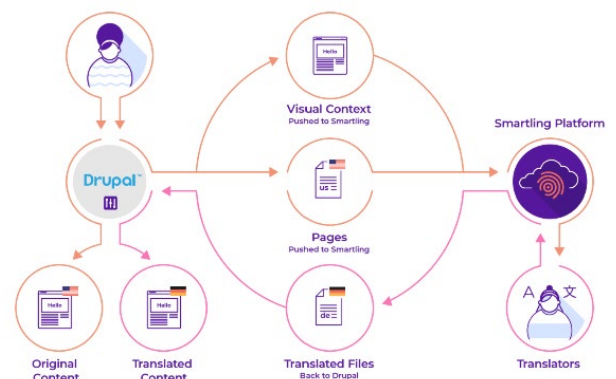 Hello
Visual Context
Pushed to Smartling
Smartling Platform
Drupal™
us
Pages
Pushed to Smartling
Hello
Hello
de
A 文
Original
Content
Translated
Content
Translated Files
Back to Drupal
Translators